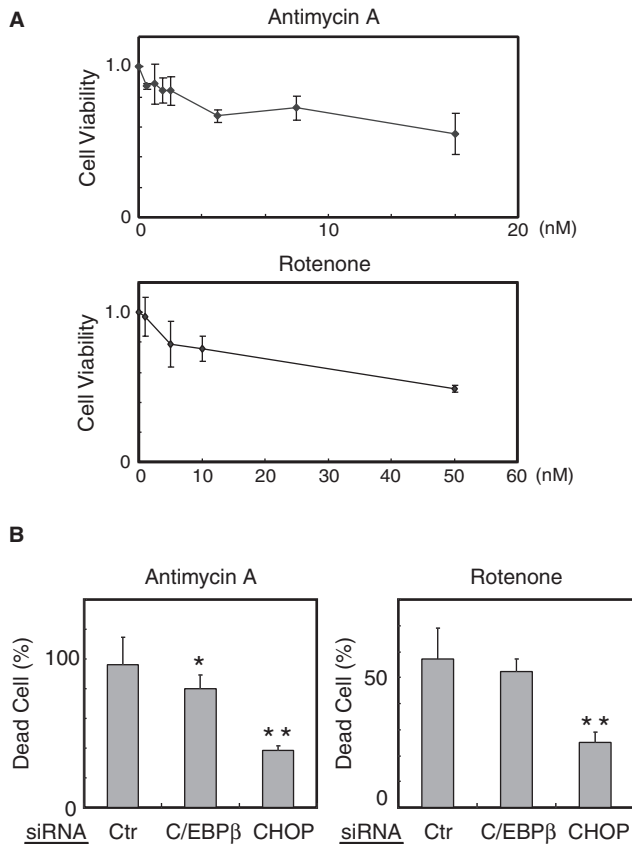 A
Antimycin A
Cell Viability
1.0
0
0 10 20 (nM)
Rotenone
Cell Viability
1.0
0
0 10 20 30 40 50 60 (nM)
B
Antimycin A
Dead Cell (%)
100
0
*
* *
siRNA Ctr C/EBPβ CHOP
Rotenone
Dead Cell (%)
50
0
* *
siRNA Ctr C/EBPβ CHOP